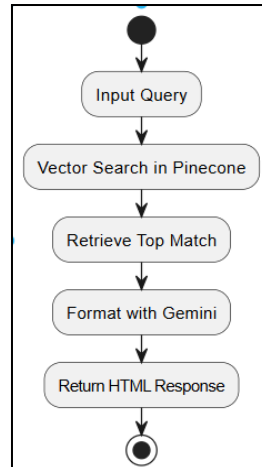 Input Query
Vector Search in Pinecone
Retrieve Top Match
Format with Gemini
Return HTML Response